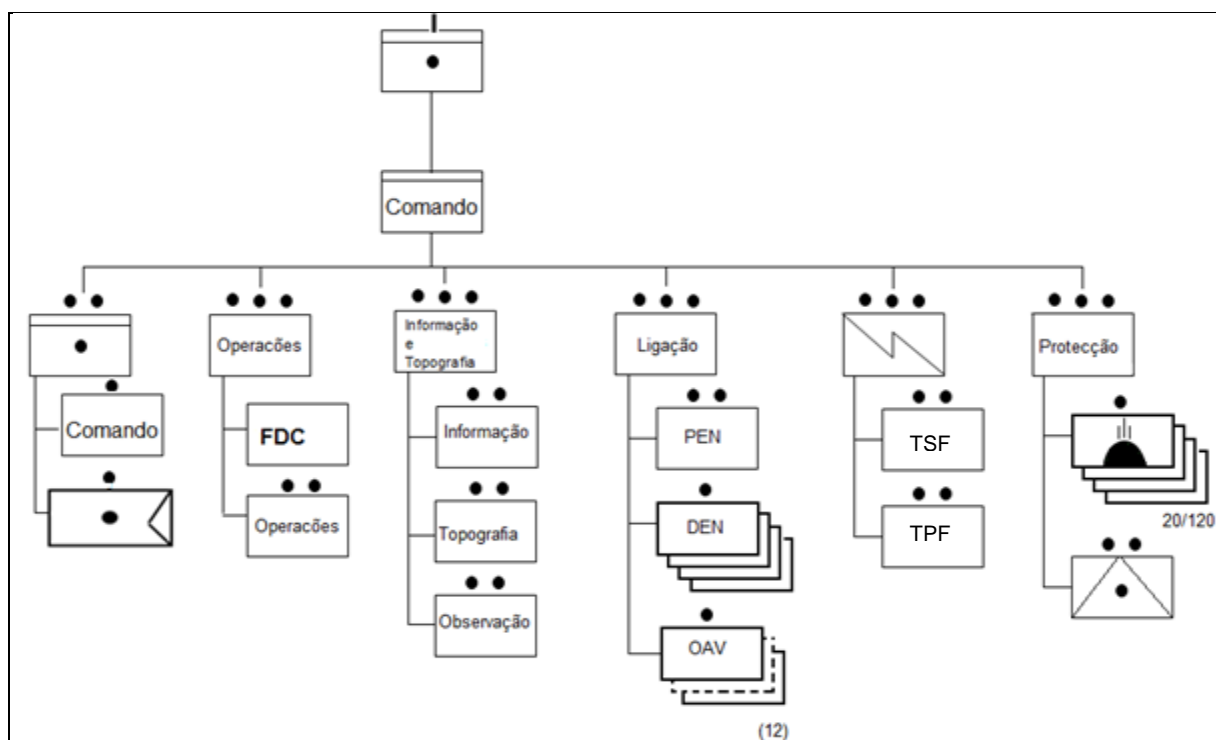 Comando
Comando
Operacões
FDC
Operacões
Informação
e
Topografia
Informação
Topografia
Observação
Ligação
PEN
DEN
OAV
(12)
TSF
TPF
Protecção
20/120